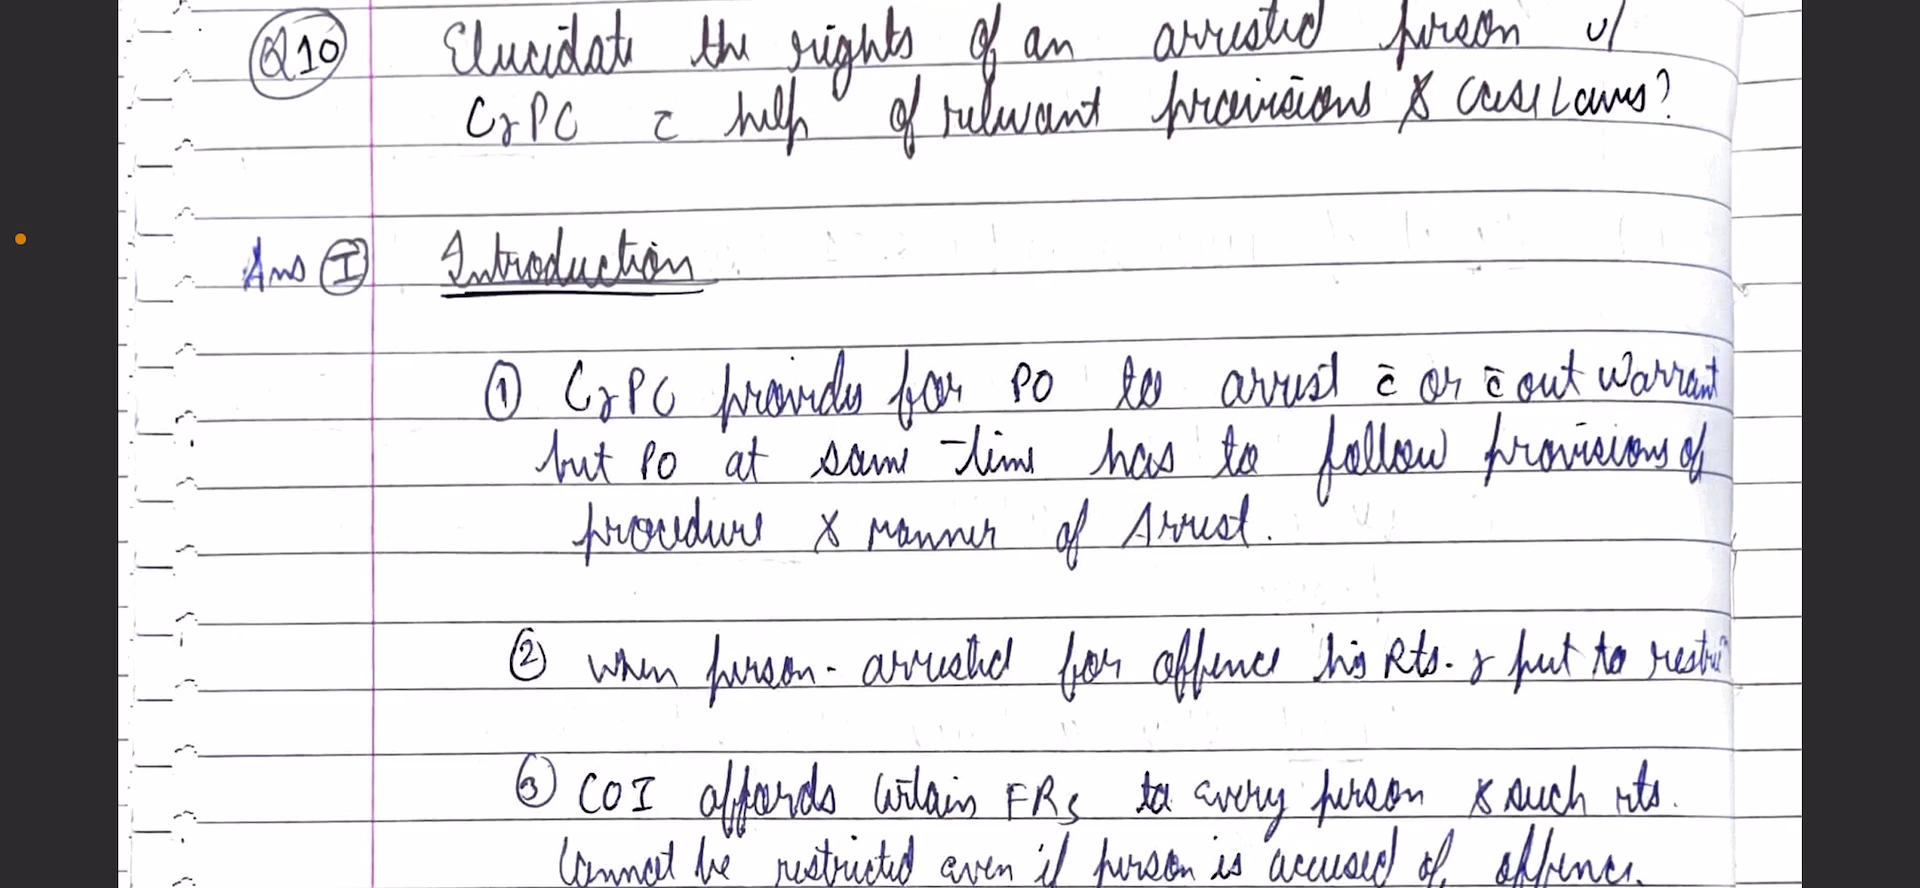 Q10 Elucidate the rights of an arrested person u/
CrPC c̄ help of relevant provisions & Case Laws?
Ans I Introduction
① CrPC provides for PO to arrest c̄ or c̄out Warrant
but PO at same time has to follow provisions of
procedure & manner of Arrest.
② When person - arrested for offence his Rts. r put to
③ COI affords certain FRs to every person & such rts.
cannot be restricted even if person is accused of offence.